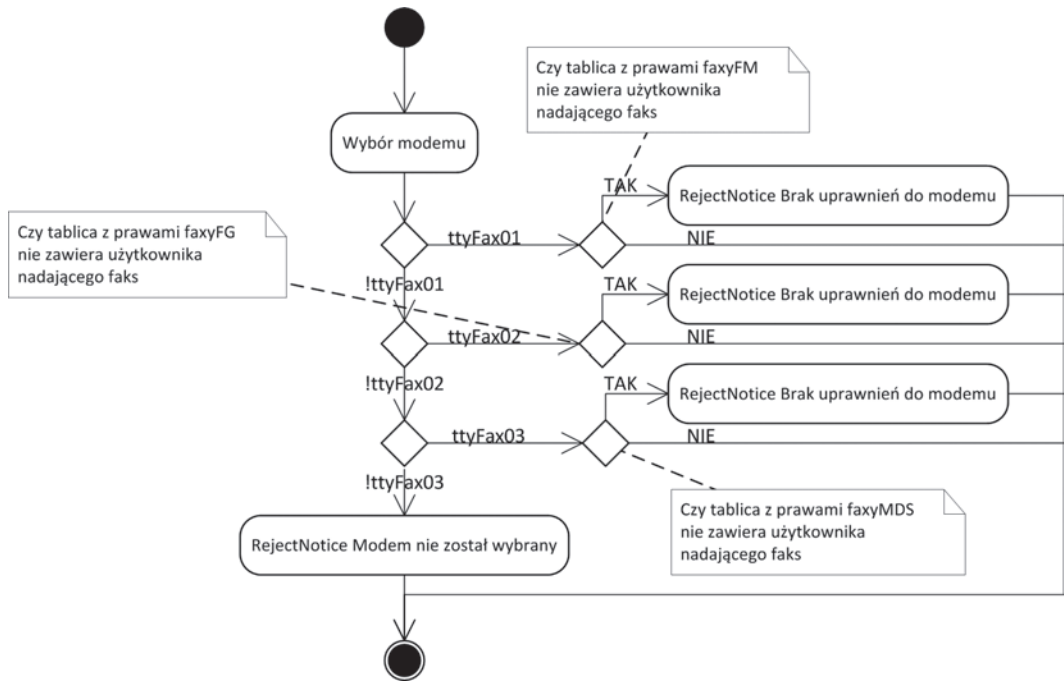 Czy tablica z prawami faxyFM
nie zawiera użytkownika
nadającego faks
Wybór modemu
TAK
RejectNotice Brak uprawnień do modemu
Czy tablica z prawami faxyFG
nie zawiera użytkownika
nadającego faks
ttyFax01
NIE
!ttyFax01
TAK
RejectNotice Brak uprawnień do modemu
ttyFax02
NIE
!ttyFax02
TAK
RejectNotice Brak uprawnień do modemu
ttyFax03
NIE
!ttyFax03
Czy tablica z prawami faxyMDS
nie zawiera użytkownika
nadającego faks
RejectNotice Modem nie został wybrany